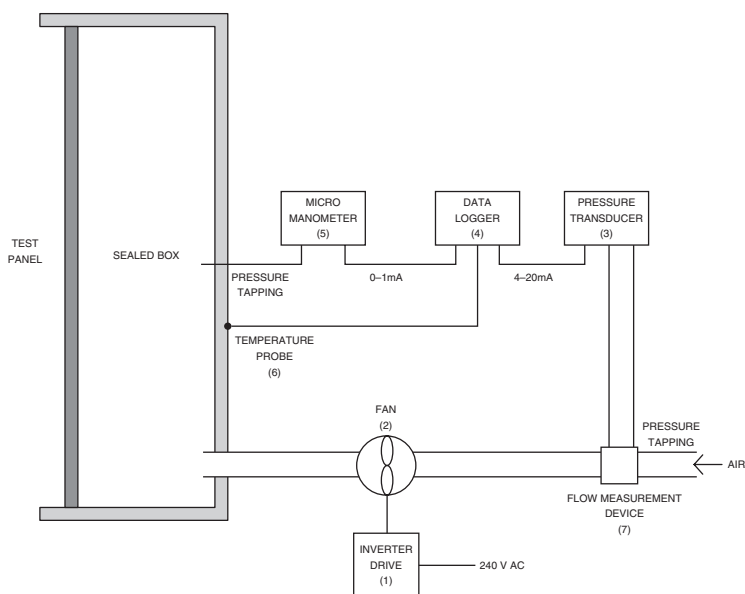 MICRO
MANOMETER
(5)
DATA
LOGGER
(4)
PRESSURE
TRANSDUCER
(3)
TEST
PANEL
SEALED BOX
PRESSURE
TAPPING
0–1mA
4–20mA
TEMPERATURE
PROBE
(6)
FAN
(2)
PRESSURE
TAPPING
AIR
FLOW MEASUREMENT
DEVICE
(7)
INVERTER
DRIVE
(1)
240 V AC